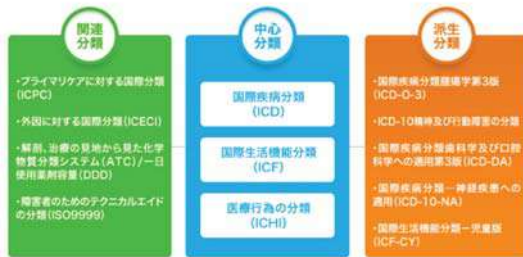 関連
分類
・プライマリケアに対する国際分類
(ICPC)
・外因に対する国際分類(ICECI)
・解剖、治療の見地から見た化学
物質分類システム(ATC)/一日
使用薬剤容量(DDD)
・障害者のためのテクニカルエイド
の分類(ISO9999)
中心
分類
国際疾病分類
(ICD)
国際生活機能分類
(ICF)
医療行為の分類
(ICHI)
派生
分類
・国際疾病分類腫瘍学第3版
(ICD-O-3)
・ICD-10精神及び行動障害の分類
・国際疾病分類歯科学及び口腔
科学への適用第3版(ICD-DA)
・国際疾病分類―神経疾患への
適用(ICD-10-NA)
・国際生活機能分類―児童版
(ICF-CY)